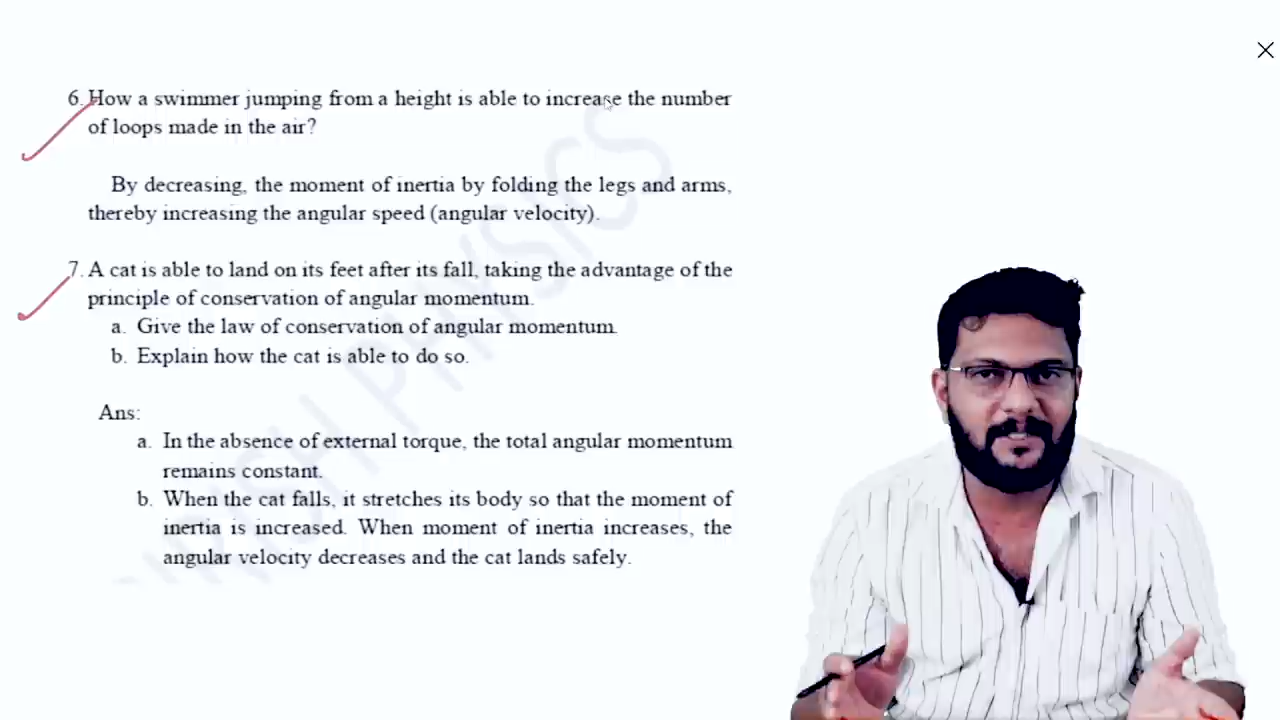 6. How a swimmer jumping from a height is able to increase the number
of loops made in the air?
By decreasing, the moment of inertia by folding the legs and arms,
thereby increasing the angular speed (angular velocity).
7. A cat is able to land on its feet after its fall, taking the advantage of the
principle of conservation of angular momentum.
a. Give the law of conservation of angular momentum.
b. Explain how the cat is able to do so.
Ans:
a. In the absence of external torque, the total angular momentum
remains constant.
b. When the cat falls, it stretches its body so that the moment of
inertia is increased. When moment of inertia increases, the
angular velocity decreases and the cat lands safely.
PHYSICS